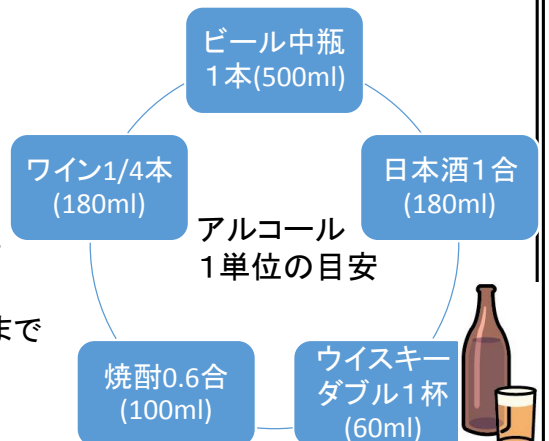 ビール中瓶
１本(500ml)
ワイン1/4本
(180ml)
日本酒１合
(180ml)
アルコール
１単位の目安
まで
焼酎0.6合
(100ml)
ウイスキー
ダブル１杯
(60ml)